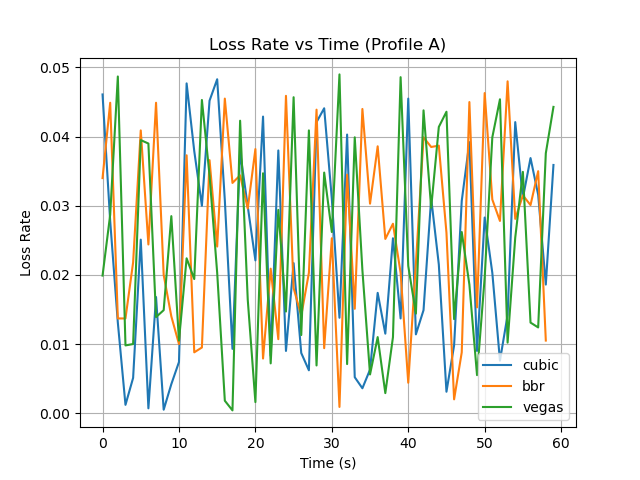 Loss Rate vs Time (Profile A)
0.05
0.04
0.03
0.02
0.01
0.00
Loss Rate
0 10 20 30 40 50 60
Time (s)
cubic
bbr
vegas